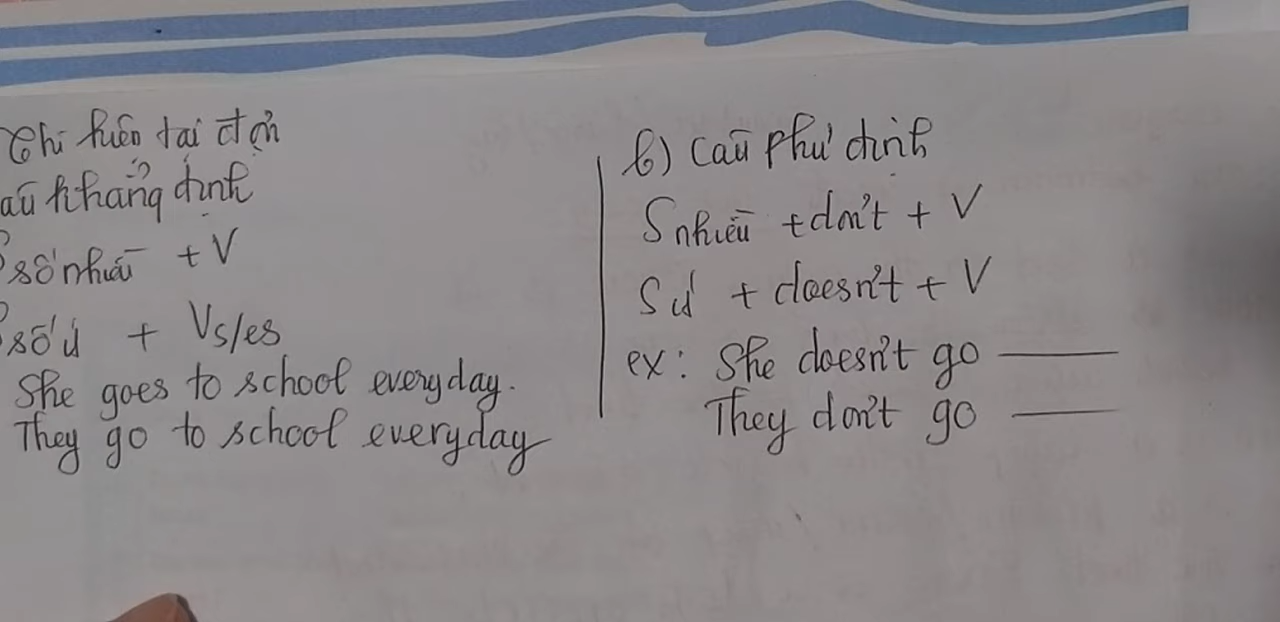 Thì hiện tại đơn
âu khẳng định
số nhiều + V
số ít + Vs/es
She goes to school everyday.
They go to school everyday
b) Câu phủ định
S nhiều + don't + V
S ít + doesn't + V
ex: She doesn't go ——
They don't go ——